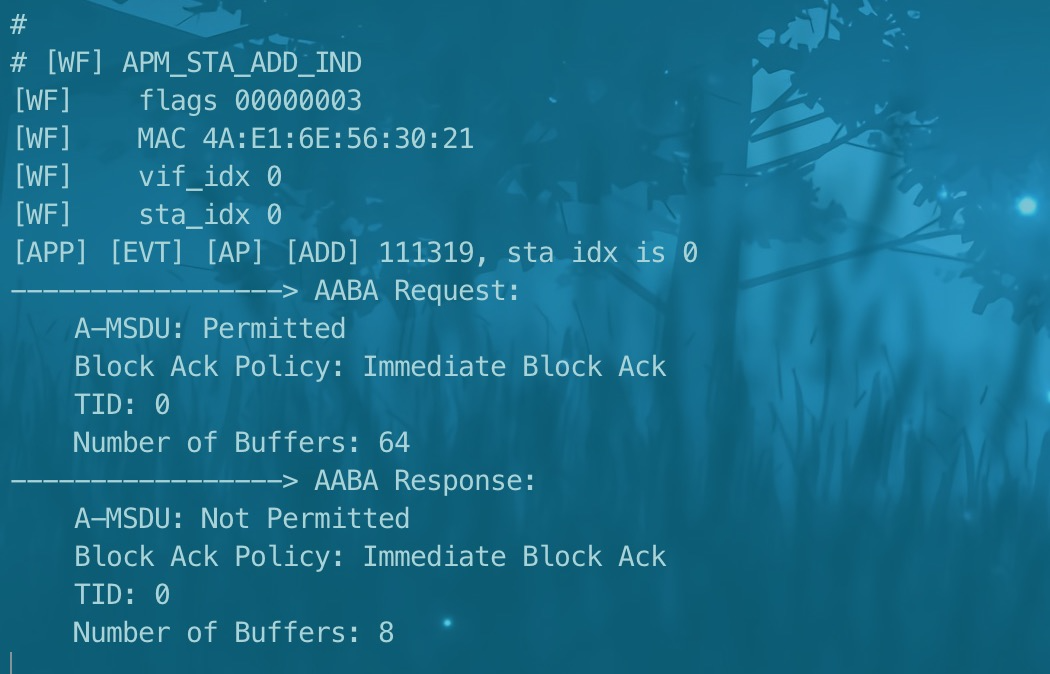 #
# [WF] APM_STA_ADD_IND
[WF]    flags 00000003
[WF]    MAC 4A:E1:6E:56:30:21
[WF]    vif_idx 0
[WF]    sta_idx 0
[APP] [EVT] [AP] [ADD] 111319, sta idx is 0
-----------------> AABA Request:
    A-MSDU: Permitted
    Block Ack Policy: Immediate Block Ack
    TID: 0
    Number of Buffers: 64
-----------------> AABA Response:
    A-MSDU: Not Permitted
    Block Ack Policy: Immediate Block Ack
    TID: 0
    Number of Buffers: 8